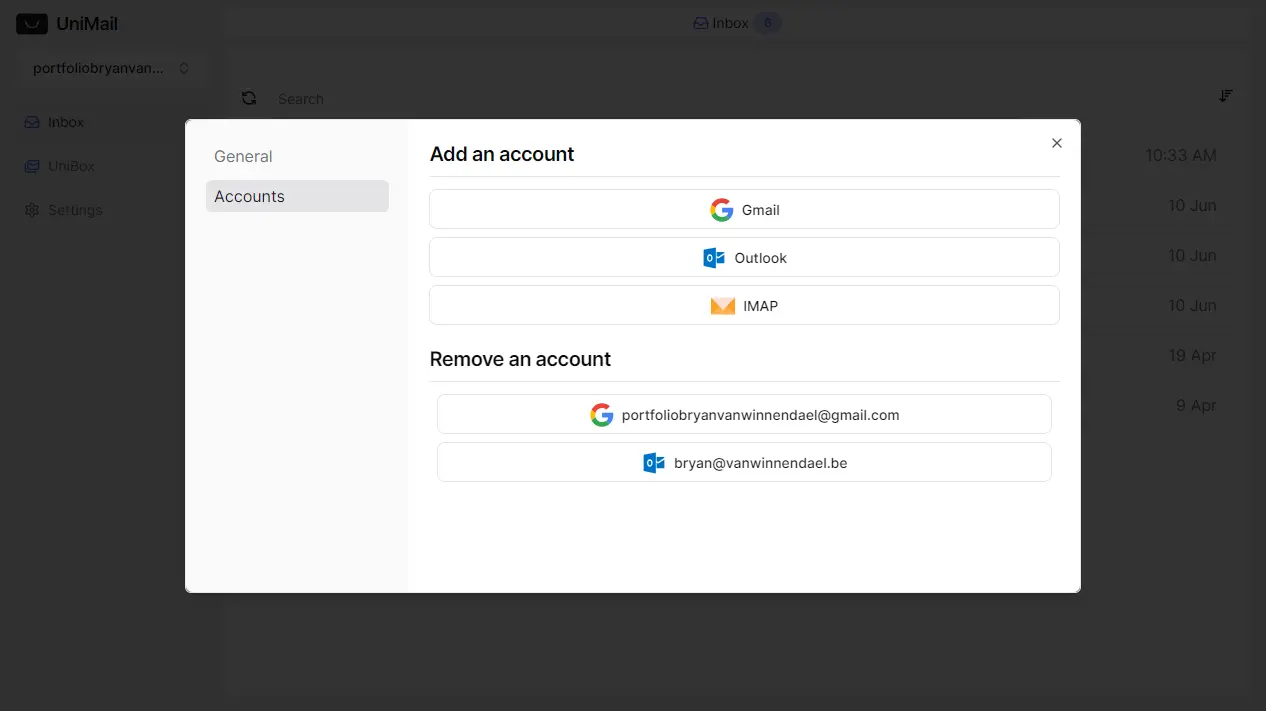 UniMail
Inbox 8
portfoliobryanvan...
Search
Inbox
UniBox
Settings
General
Accounts
Add an account
Gmail
Outlook
IMAP
Remove an account
portfoliobryanvanwinnendael@gmail.com
bryan@vanwinnendael.be
10:33 AM
10 Jun
10 Jun
10 Jun
19 Apr
9 Apr